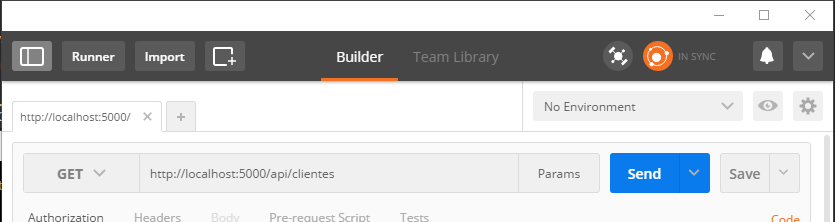 Runner Import Builder Team Library IN SYNC
http://localhost:5000/ No Environment
GET http://localhost:5000/api/clientes Params Send Save
Authorization Headers Body Pre-request Script Tests Code